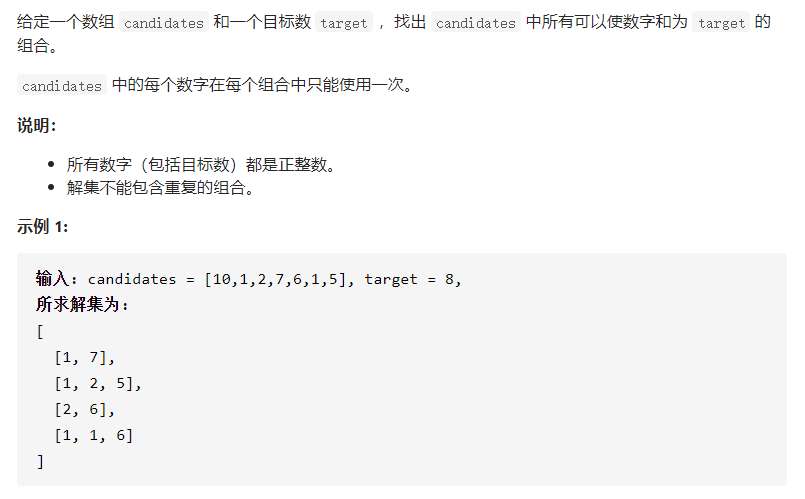 给定一个数组 candidates 和一个目标数 target ，找出 candidates 中所有可以使数字和为 target 的
组合。
candidates 中的每个数字在每个组合中只能使用一次。
说明：
• 所有数字（包括目标数）都是正整数。
• 解集不能包含重复的组合。
示例 1:
输入: candidates = [10,1,2,7,6,1,5], target = 8,
所求解集为:
[
  [1, 7],
  [1, 2, 5],
  [2, 6],
  [1, 1, 6]
]